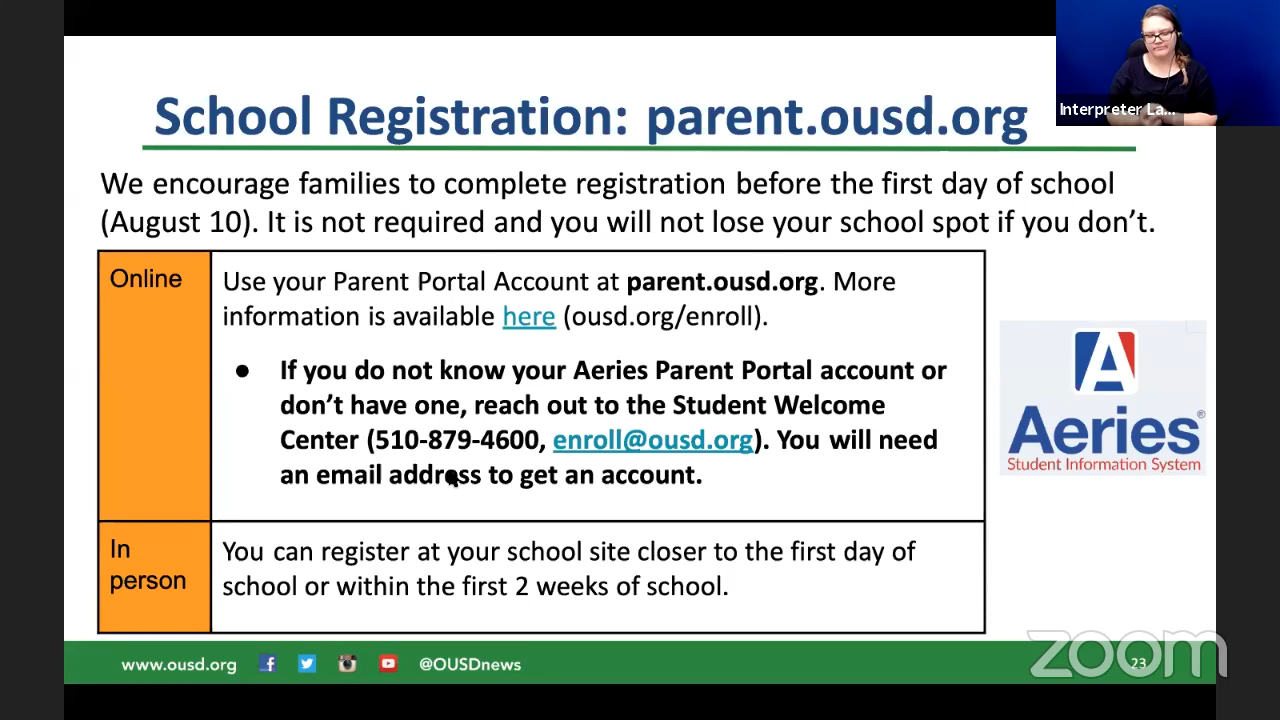 Interpreter La...
School Registration: parent.ousd.org
We encourage families to complete registration before the first day of school
(August 10). It is not required and you will not lose your school spot if you don't.
Online
Use your Parent Portal Account at parent.ousd.org. More
information is available here (ousd.org/enroll).
● If you do not know your Aeries Parent Portal account or
don't have one, reach out to the Student Welcome
Center (510-879-4600, enroll@ousd.org). You will need
an email address to get an account.
A
Aeries®
Student Information System
In
person
You can register at your school site closer to the first day of
school or within the first 2 weeks of school.
www.ousd.org @OUSDnews
zoom
23